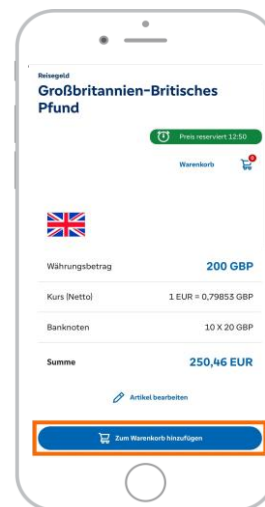 Reisegeld
Großbritannien-Britisches
Pfund
Preis reserviert 12:50
Warenkorb
Währungsbetrag 200 GBP
Kurs (Netto) 1 EUR = 0,79853 GBP
Banknoten 10 X 20 GBP
Summe 250,46 EUR
Artikel bearbeiten
Zum Warenkorb hinzufügen